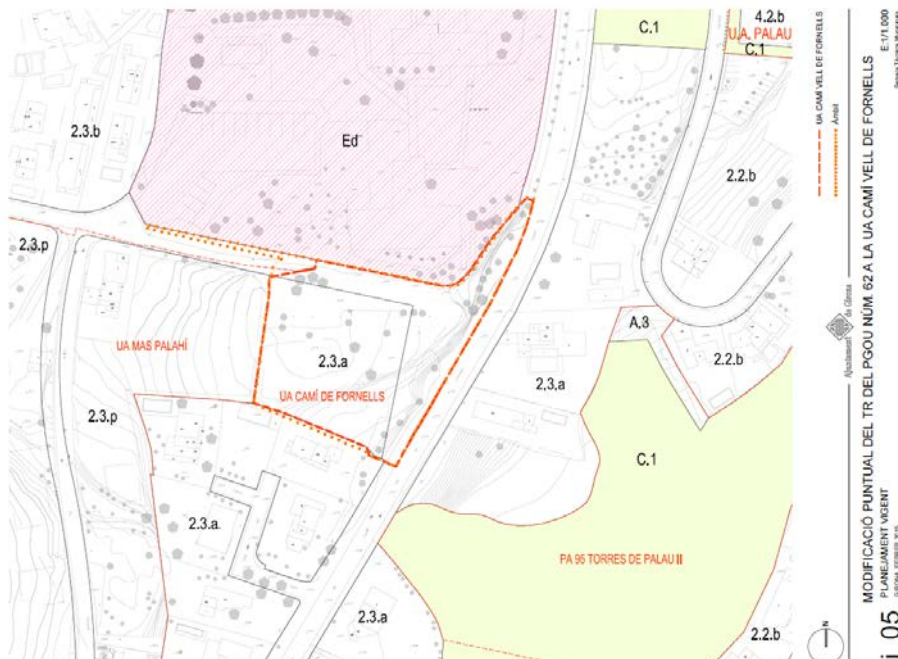 C.1
4.2.b
U.A. PALAU
C.1
2.3.b
Ed
2.2.b
2.3.p
A.3
UA MAS PALAHÍ
2.3.a
2.3.a
2.2.b
UA CAMÍ DE FORNELLS
2.3.p
C.1
2.3.a
PA 95 TORRES DE PALAU II
2.3.a
2.2.b
UA CAMÍ VELL DE FORNELLS
Àmbit
Ajuntament de Girona
MODIFICACIÓ PUNTUAL DEL TR DEL PGOU NÚM. 62 A LA UA CAMÍ VELL DE FORNELLS
E:1/1.000
PLANEJAMENT VIGENT
i 05
N